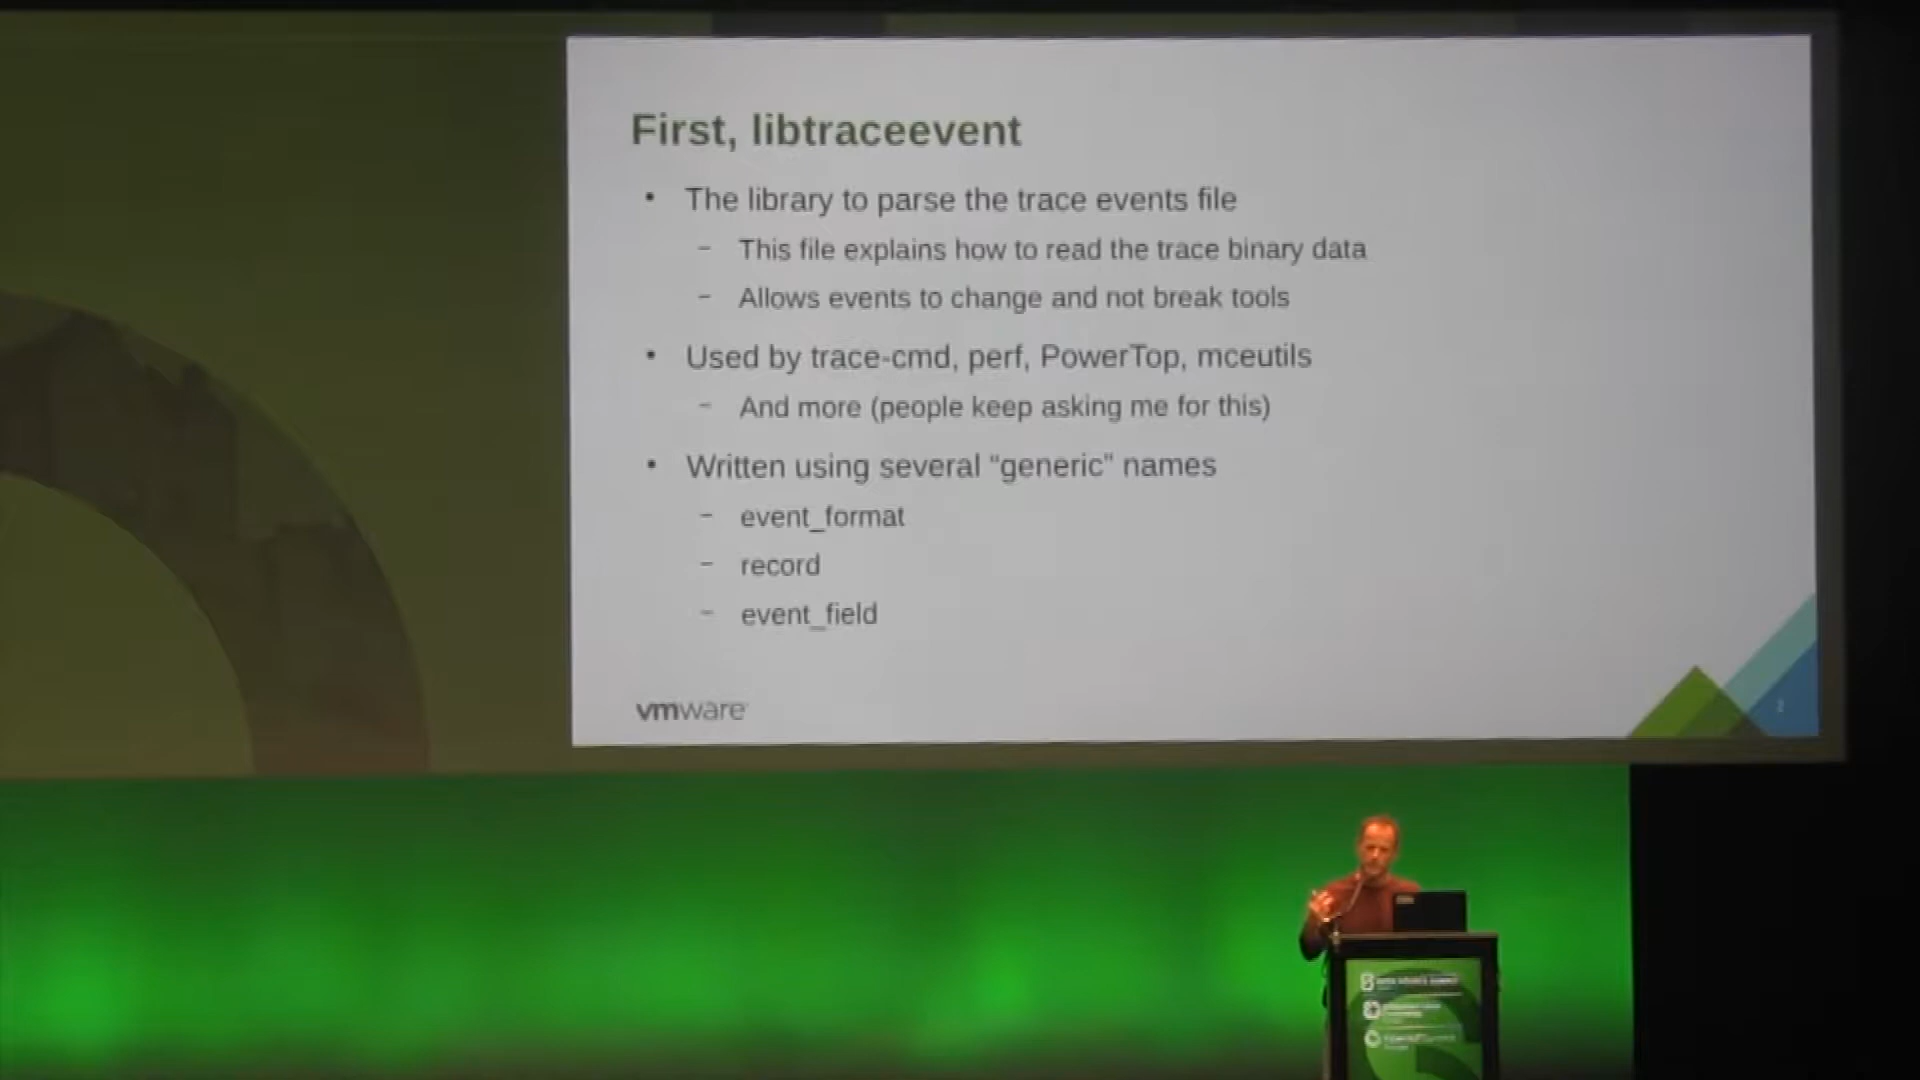 First, libtraceevent
• The library to parse the trace events file
– This file explains how to read the trace binary data
– Allows events to change and not break tools
• Used by trace-cmd, perf, PowerTop, mceutils
– And more (people keep asking me for this)
• Written using several “generic” names
– event_format
– record
– event_field
vmware
2